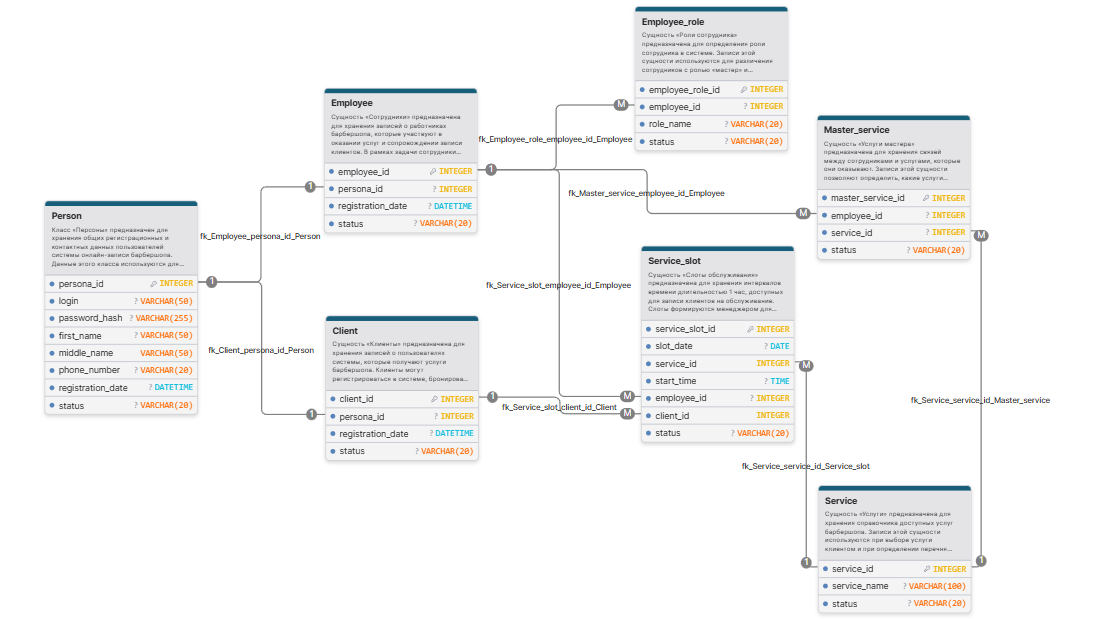 Employee_role
Сущность «Роли сотрудника»
предназначена для определения роли
сотрудника в системе. Записи этой
сущности используются для различения
сотрудников с ролью «мастер» и...
employee_role_id INTEGER
employee_id ? INTEGER
role_name ? VARCHAR(20)
status ? VARCHAR(20)
Employee
Сущность «Сотрудники» предназначена
для хранения записей о работниках
барбершопа, которые участвуют в
оказании услуг и сопровождении записи
клиентов. В рамках задачи сотрудники...
employee_id INTEGER
persona_id ? INTEGER
registration_date ? DATETIME
status ? VARCHAR(20)
Master_service
Сущность «Услуги мастера»
предназначена для хранения связей
между сотрудниками и услугами, которые
они оказывают. Записи этой сущности
позволяют определить, какие услуги...
master_service_id INTEGER
employee_id ? INTEGER
service_id ? INTEGER
status ? VARCHAR(20)
Person
Класс «Персоны» предназначен для
хранения общих регистрационных и
контактных данных пользователей
системы онлайн-записи барбершопа.
Данные этого класса используются для...
persona_id INTEGER
login ? VARCHAR(50)
password_hash ? VARCHAR(255)
first_name ? VARCHAR(50)
middle_name VARCHAR(50)
phone_number ? VARCHAR(20)
registration_date ? DATETIME
status ? VARCHAR(20)
Service_slot
Сущность «Слоты обслуживания»
предназначена для хранения интервалов
времени длительностью 1 час, доступных
для записи клиентов на обслуживание.
Слоты формируются менеджером для...
service_slot_id INTEGER
slot_date ? DATE
service_id INTEGER
start_time ? TIME
employee_id ? INTEGER
client_id INTEGER
status ? VARCHAR(20)
Client
Сущность «Клиенты» предназначена для
хранения записей о пользователях
системы, которые получают услуги
барбершопа. Клиенты могут
регистрироваться в системе, бронирова...
client_id INTEGER
persona_id ? INTEGER
registration_date ? DATETIME
status ? VARCHAR(20)
Service
Сущность «Услуги» предназначена для
хранения справочника доступных услуг
барбершопа. Записи этой сущности
используются при выборе услуги
клиентом и при определении перечня...
service_id INTEGER
service_name ? VARCHAR(100)
status ? VARCHAR(20)
fk_Employee_role_employee_id_Employee
fk_Master_service_employee_id_Employee
fk_Employee_persona_id_Person
fk_Service_slot_employee_id_Employee
fk_Client_persona_id_Person
fk_Service_slot_client_id_Client
fk_Service_service_id_Master_service
fk_Service_service_id_Service_slot
1
1
1
1
1
1
1
M
M
M
M
M
M